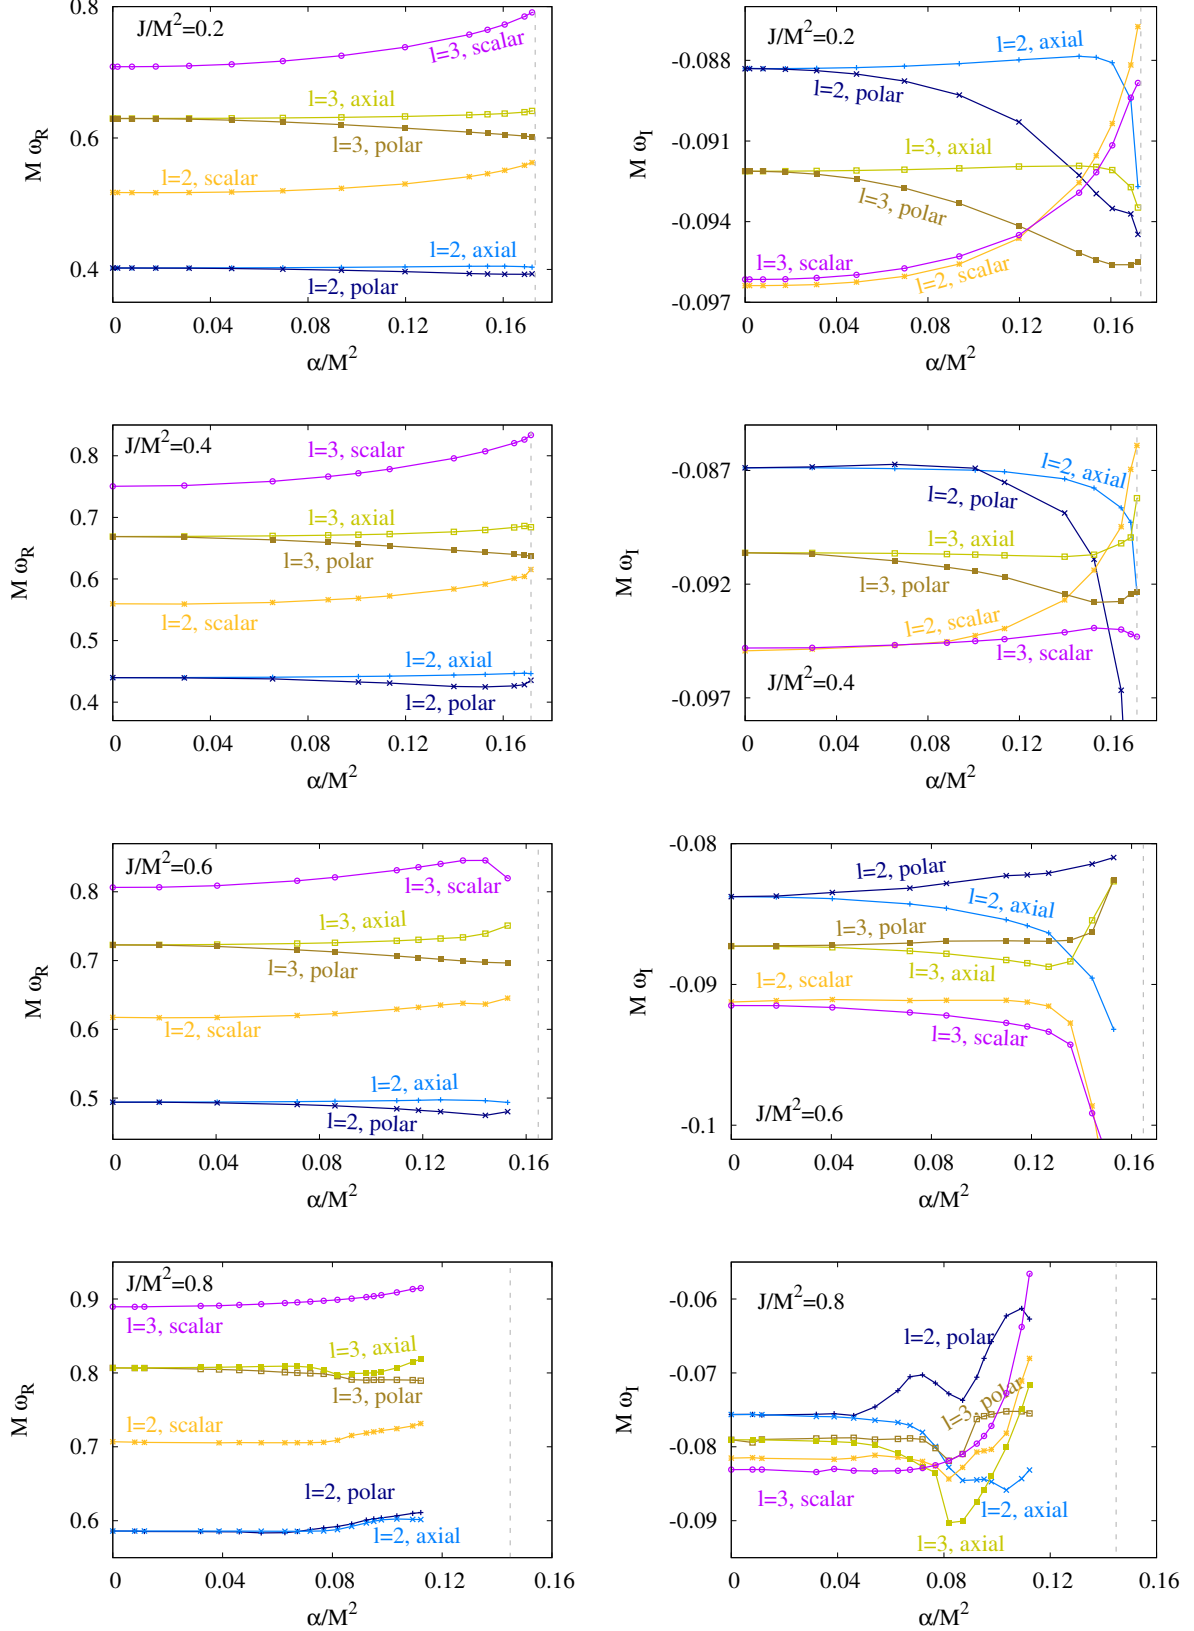 J/M²=0.2
0.8
0.6
0.4
M ω_R
l=3, scalar
l=3, axial
l=3, polar
l=2, scalar
l=2, axial
l=2, polar
0 0.04 0.08 0.12 0.16
α/M²
J/M²=0.2
-0.088
-0.091
-0.094
-0.097
M ω_I
l=2, axial
l=2, polar
l=3, axial
l=3, polar
l=3, scalar
l=2, scalar
0 0.04 0.08 0.12 0.16
α/M²
J/M²=0.4
0.8
0.7
0.6
0.5
0.4
M ω_R
l=3, scalar
l=3, axial
l=3, polar
l=2, scalar
l=2, axial
l=2, polar
0 0.04 0.08 0.12 0.16
α/M²
-0.087
-0.092
-0.097
M ω_I
l=2, axial
l=2, polar
l=3, axial
l=3, polar
l=2, scalar
l=3, scalar
J/M²=0.4
0 0.04 0.08 0.12 0.16
α/M²
J/M²=0.6
0.8
0.7
0.6
0.5
M ω_R
l=3, scalar
l=3, axial
l=3, polar
l=2, scalar
l=2, axial
l=2, polar
0 0.04 0.08 0.12 0.16
α/M²
-0.08
-0.09
-0.1
M ω_I
l=2, polar
l=2, axial
l=3, polar
l=3, axial
l=2, scalar
l=3, scalar
J/M²=0.6
0 0.04 0.08 0.12 0.16
α/M²
J/M²=0.8
0.9
0.8
0.7
0.6
M ω_R
l=3, scalar
l=3, axial
l=3, polar
l=2, scalar
l=2, polar
l=2, axial
0 0.04 0.08 0.12 0.16
α/M²
J/M²=0.8
-0.06
-0.07
-0.08
-0.09
M ω_I
l=2, polar
l=3, polar
l=3, scalar
l=2, axial
l=3, axial
0 0.04 0.08 0.12 0.16
α/M²